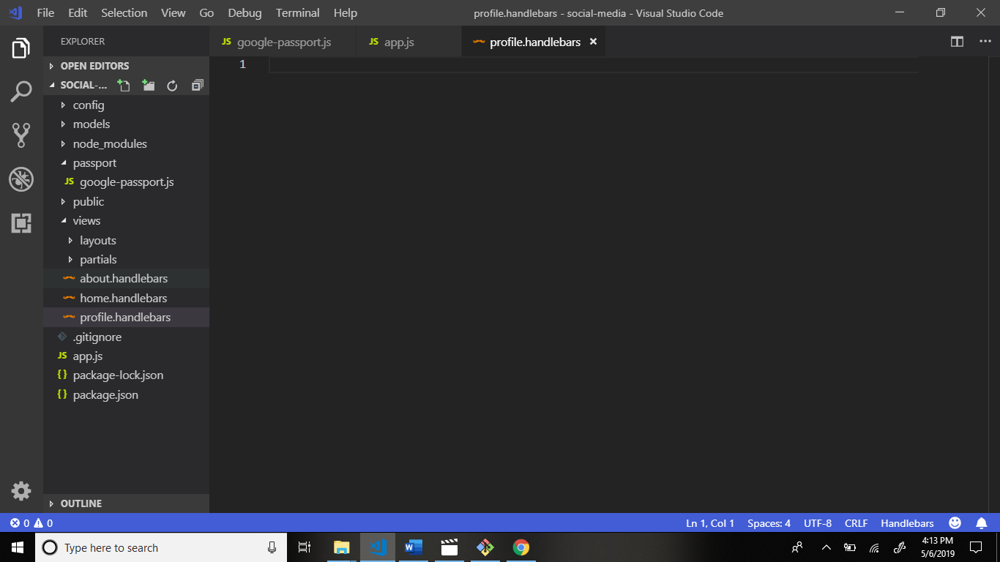 File Edit Selection View Go Debug Terminal Help profile.handlebars - social-media - Visual Studio Code
EXPLORER
JS google-passport.js JS app.js profile.handlebars
OPEN EDITORS
SOCIAL-...
1
config
models
node_modules
passport
JS google-passport.js
public
views
layouts
partials
about.handlebars
home.handlebars
profile.handlebars
.gitignore
JS app.js
{} package-lock.json
{} package.json
OUTLINE
0 0 Ln 1, Col 1 Spaces: 4 UTF-8 CRLF Handlebars
Type here to search
4:13 PM
5/6/2019